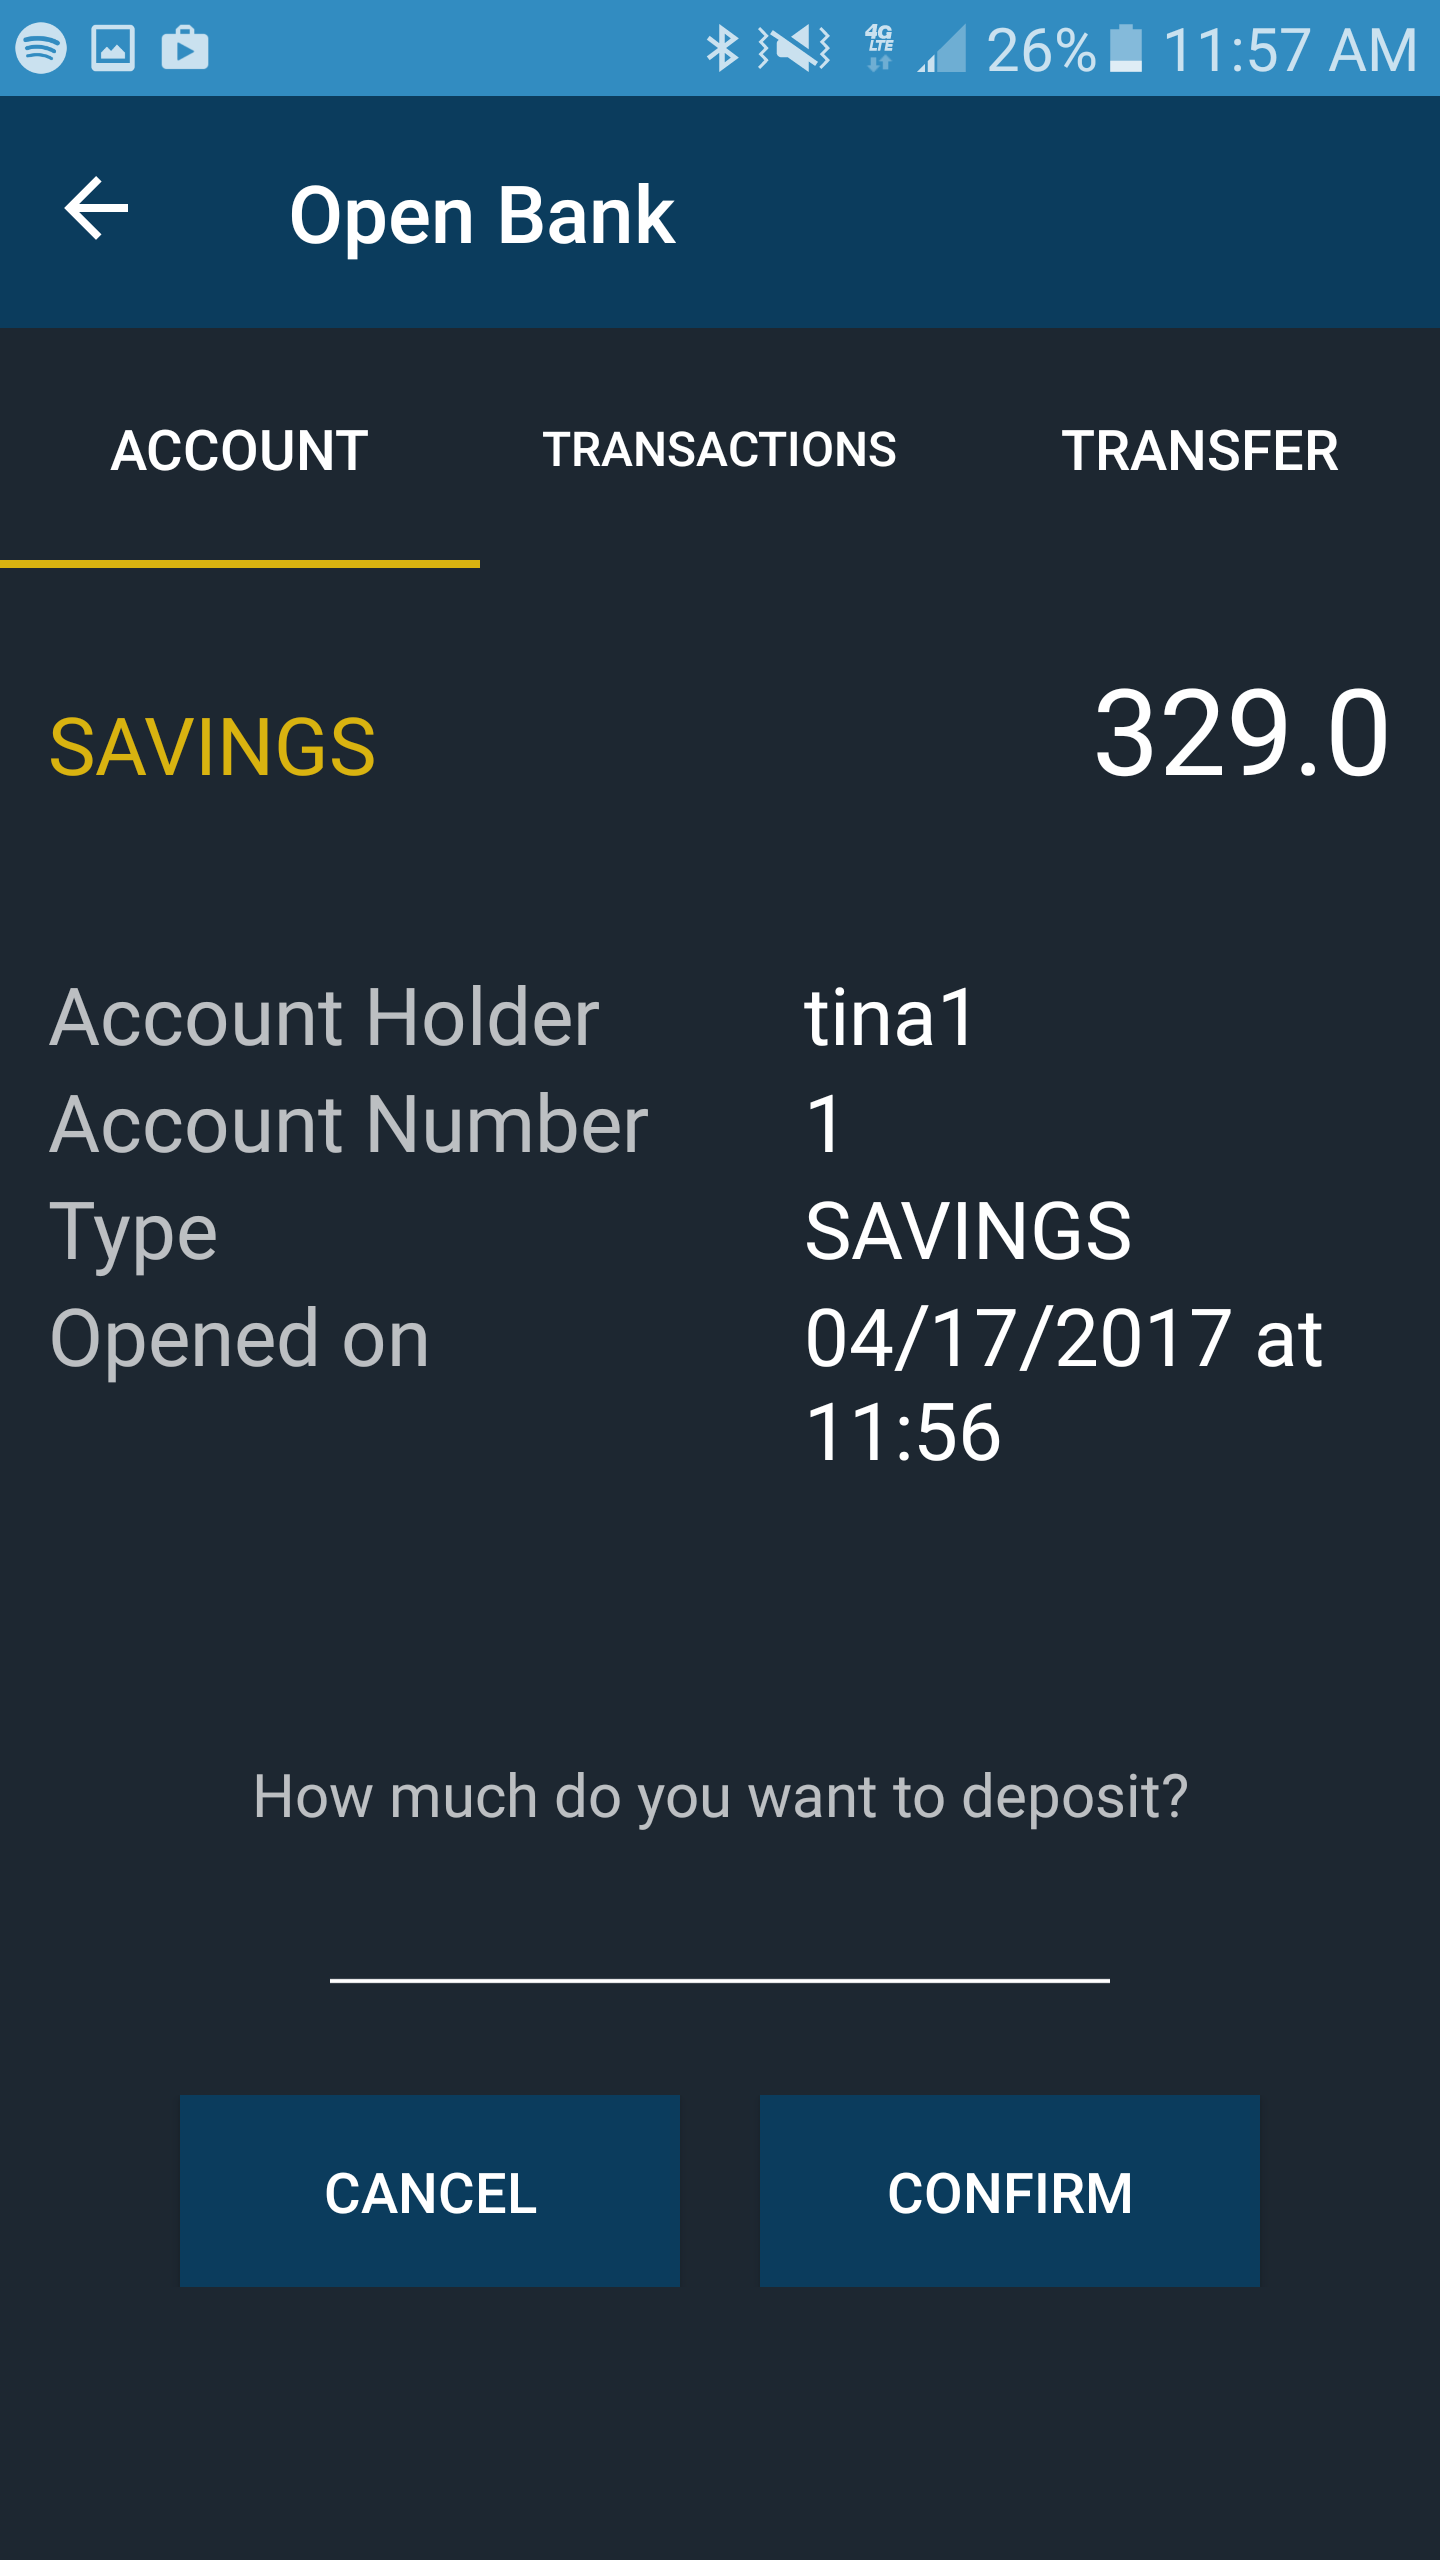 4G LTE 26% 11:57 AM
Open Bank
ACCOUNT TRANSACTIONS TRANSFER
SAVINGS 329.0
Account Holder tina1
Account Number 1
Type SAVINGS
Opened on 04/17/2017 at
11:56
How much do you want to deposit?
CANCEL CONFIRM